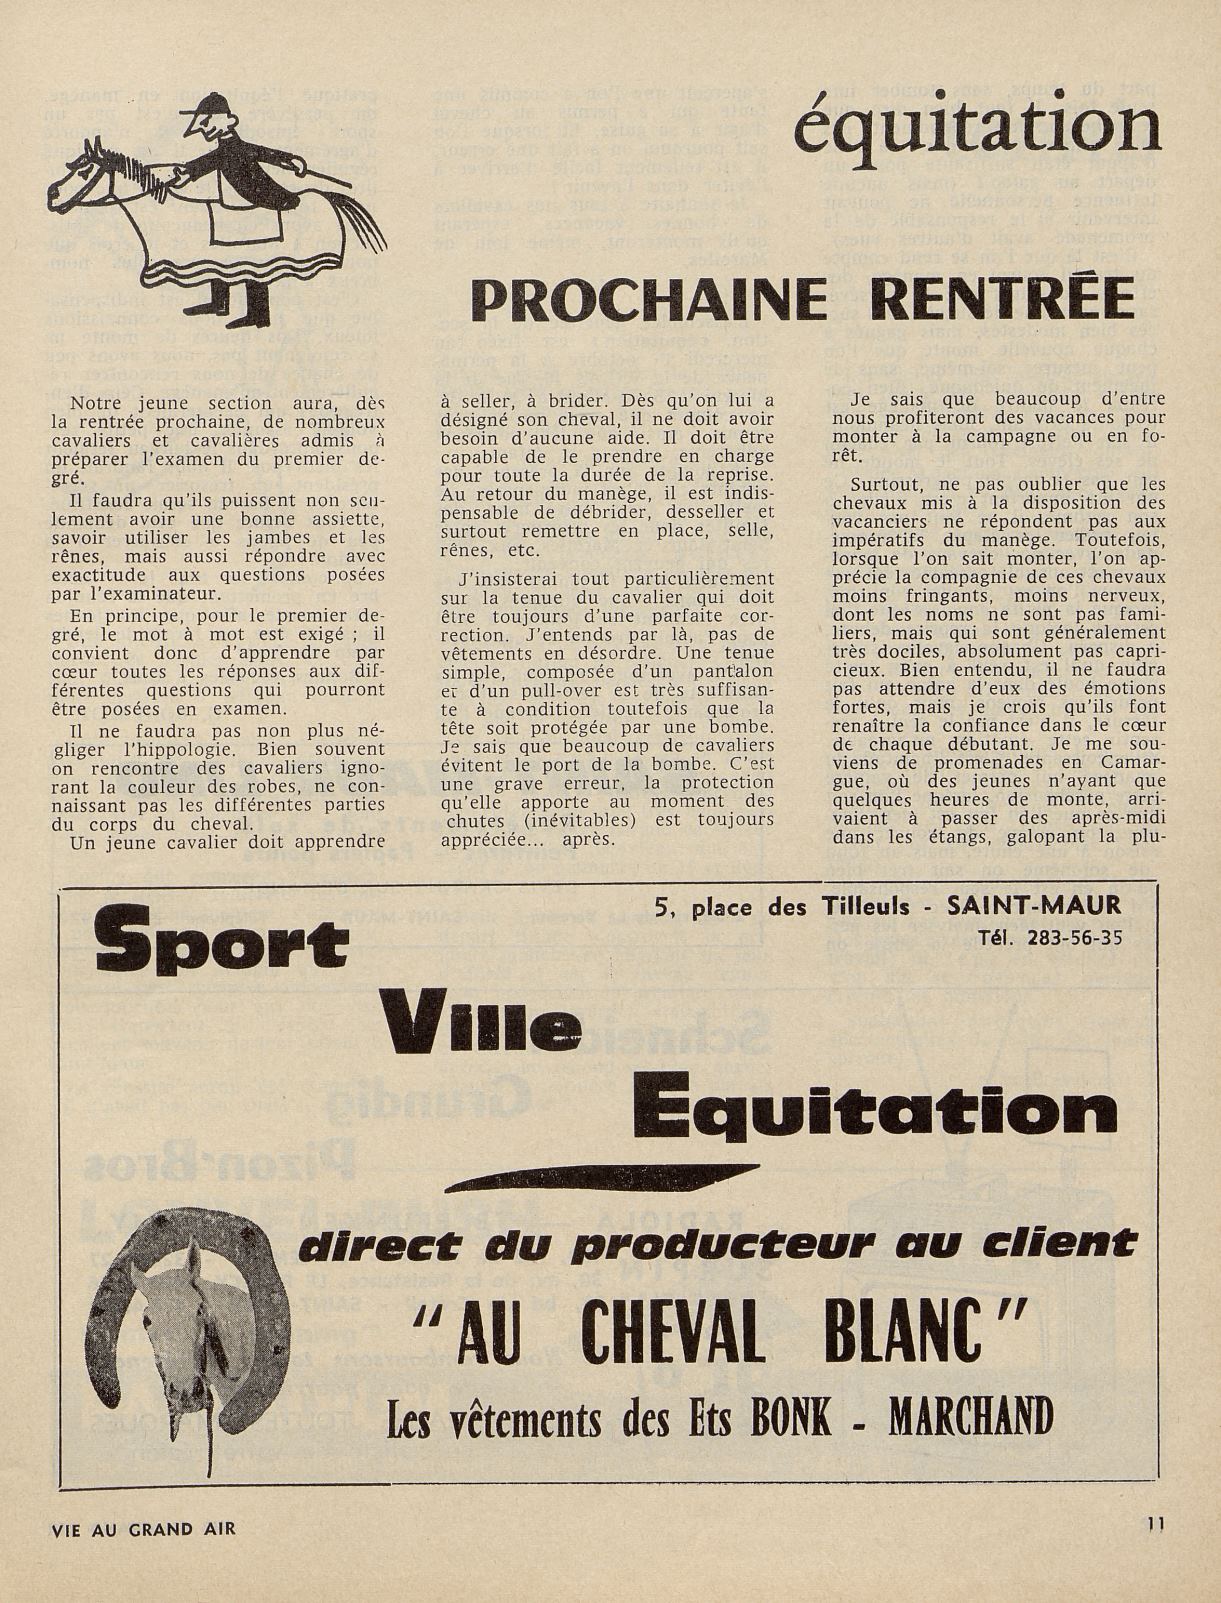 équitation
PROCHAINE RENTRÉE
Notre jeune section aura, dès
la rentrée prochaine, de nombreux
cavaliers et cavalières admis à
préparer l'examen du premier de-
gré.
Il faudra qu'ils puissent non seu-
lement avoir une bonne assiette,
savoir utiliser les jambes et les
rênes, mais aussi répondre avec
exactitude aux questions posées
par l'examinateur.
En principe, pour le premier de-
gré, le mot à mot est exigé ; il
convient donc d'apprendre par
cœur toutes les réponses aux dif-
férentes questions qui pourront
être posées en examen.
Il ne faudra pas non plus né-
gliger l'hippologie. Bien souvent
on rencontre des cavaliers igno-
rant la couleur des robes, ne con-
naissant pas les différentes parties
du corps du cheval.
Un jeune cavalier doit apprendre
à seller, à brider. Dès qu'on lui a
désigné son cheval, il ne doit avoir
besoin d'aucune aide. Il doit être
capable de le prendre en charge
pour toute la durée de la reprise.
Au retour du manège, il est indis-
pensable de débrider, desseller et
surtout remettre en place, selle,
rênes, etc.
J'insisterai tout particulièrement
sur la tenue du cavalier qui doit
être toujours d'une parfaite cor-
rection. J'entends par là, pas de
vêtements en désordre. Une tenue
simple, composée d'un pantalon
et d'un pull-over est très suffisan-
te à condition toutefois que la
tête soit protégée par une bombe.
Je sais que beaucoup de cavaliers
évitent le port de la bombe. C'est
une grave erreur, la protection
qu'elle apporte au moment des
chutes (inévitables) est toujours
appréciée... après.
Je sais que beaucoup d'entre
nous profiteront des vacances pour
monter à la campagne ou en fo-
rêt.
Surtout, ne pas oublier que les
chevaux mis à la disposition des
vacanciers ne répondent pas aux
impératifs du manège. Toutefois,
lorsque l'on sait monter, l'on ap-
précie la compagnie de ces chevaux
moins fringants, moins nerveux,
dont les noms ne sont pas fami-
liers, mais qui sont généralement
très dociles, absolument pas capri-
cieux. Bien entendu, il ne faudra
pas attendre d'eux des émotions
fortes, mais je crois qu'ils font
renaître la confiance dans le cœur
de chaque débutant. Je me sou-
viens de promenades en Camar-
gue, où des jeunes n'ayant que
quelques heures de monte, arri-
vaient à passer des après-midi
dans les étangs, galopant la plu-
5, place des Tilleuls - SAINT-MAUR
Tél. 283-56-35
Sport
Ville
Equitation
direct du producteur au client
"AU CHEVAL BLANC"
Les vêtements des Ets BONK - MARCHAND
VIE AU GRAND AIR
11